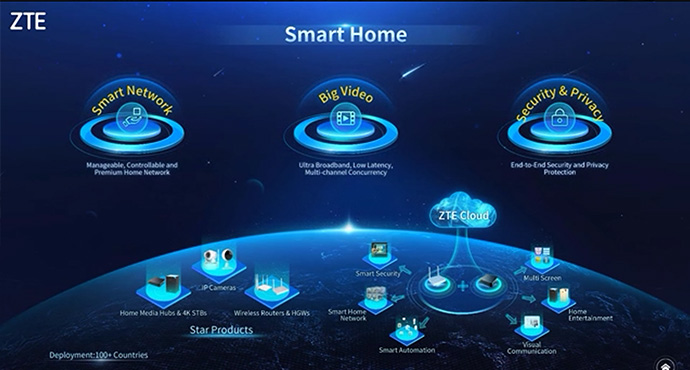 ZTE
Smart Home
Smart Network
Big Video
Security & Privacy
Manageable, Controllable and
Premium Home Network
Ultra Broadband, Low Latency,
Multi-channel Concurrency
End-to-End Security and Privacy
Protection
ZTE Cloud
IP Cameras
Home Media Hubs & 4K STBs
Wireless Routers & HGWs
Star Products
Smart Security
Smart Home
Network
Smart Automation
Multi Screen
Home
Entertainment
Visual
Communication
Deployment:100+ Countries